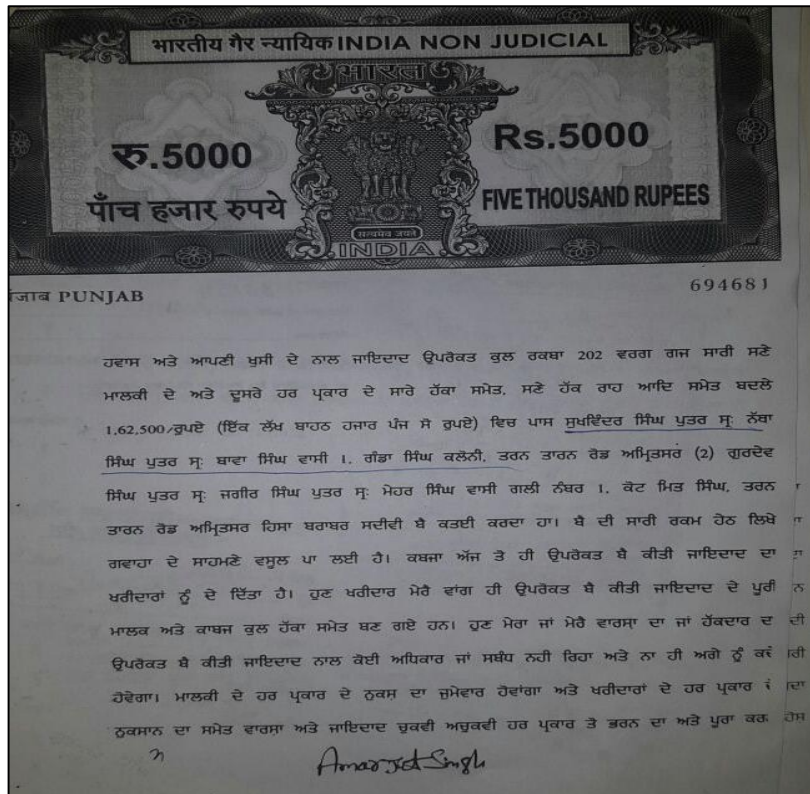 भारतीय गैर न्यायिक INDIA NON JUDICIAL
भारत
रु.5000
Rs.5000
पाँच हजार रुपये
FIVE THOUSAND RUPEES
सत्यमेव जयते
INDIA
ਜਾਬ PUNJAB
694681
ਹਵਾਸ ਅਤੇ ਆਪਣੀ ਖੁਸੀ ਦੇ ਨਾਲ ਜਾਇਦਾਦ ਉਪਰੋਕਤ ਕੁਲ ਰਕਬਾ 202 ਵਰਗ ਗਜ ਸਾਰੀ ਸਣੇ
ਮਾਲਕੀ ਦੇ ਅਤੇ ਦੂਸਰੇ ਹਰ ਪ੍ਰਕਾਰ ਦੇ ਸਾਰੇ ਹੱਕਾ ਸਮੇਤ, ਸਣੇ ਹੱਕ ਰਾਹ ਆਦਿ ਸਮੇਤ ਬਦਲੇ
1,62,500/ਰੁਪਏ (ਇੱਕ ਲੱਖ ਬਾਹਠ ਹਜਾਰ ਪੰਜ ਸੋ ਰੁਪਏ) ਵਿਚ ਪਾਸ ਸੁਖਵਿੰਦਰ ਸਿੰਘ ਪੁਤਰ ਸ੍ਰ: ਨੱਥਾ
ਸਿੰਘ ਪੁਤਰ ਸ੍ਰ: ਬਾਵਾ ਸਿੰਘ ਵਾਸੀ 1, ਗੰਡਾ ਸਿੰਘ ਕਲੋਨੀ, ਤਰਨ ਤਾਰਨ ਰੋਡ ਅਮ੍ਰਿਤਸਰ (2) ਗੁਰਦੇਵ
ਸਿੰਘ ਪੁਤਰ ਸ੍ਰ: ਜਗੀਰ ਸਿੰਘ ਪੁਤਰ ਸ੍ਰ: ਮੇਹਰ ਸਿੰਘ ਵਾਸੀ ਗਲੀ ਨੰਬਰ 1, ਕੋਟ ਮਿਤ ਸਿੰਘ, ਤਰਨ
ਤਾਰਨ ਰੋਡ ਅਮ੍ਰਿਤਸਰ ਹਿਸਾ ਬਰਾਬਰ ਸਦੀਵੀ ਬੈ ਕਤਈ ਕਰਦਾ ਹਾ। ਬੈ ਦੀ ਸਾਰੀ ਰਕਮ ਹੇਠ ਲਿਖੇ
ਗਵਾਹਾ ਦੇ ਸਾਹਮਣੇ ਵਸੂਲ ਪਾ ਲਈ ਹੈ। ਕਬਜਾ ਅੱਜ ਤੋ ਹੀ ਉਪਰੋਕਤ ਬੈ ਕੀਤੀ ਜਾਇਦਾਦ ਦਾ
ਖਰੀਦਾਰਾਂ ਨੂੰ ਦੇ ਦਿੱਤਾ ਹੈ। ਹੁਣ ਖਰੀਦਾਰ ਮੇਰੈ ਵਾਂਗ ਹੀ ਉਪਰੋਕਤ ਬੈ ਕੀਤੀ ਜਾਇਦਾਦ ਦੇ ਪੂਰੀ
ਮਾਲਕ ਅਤੇ ਕਾਬਜ ਕੁਲ ਹੱਕਾ ਸਮੇਤ ਬਣ ਗਏ ਹਨ। ਹੁਣ ਮੇਰਾ ਜਾਂ ਮੇਰੈ ਵਾਰਸਾ ਦਾ ਜਾਂ ਹੱਕਦਾਰ ਦ
ਉਪਰੋਕਤ ਬੈ ਕੀਤੀ ਜਾਇਦਾਦ ਨਾਲ ਕੋਈ ਅਧਿਕਾਰ ਜਾਂ ਸਬੰਧ ਨਹੀ ਰਿਹਾ ਅਤੇ ਨਾ ਹੀ ਅਗੇ ਨੂੰ
ਹੋਵੇਗਾ। ਮਾਲਕੀ ਦੇ ਹਰ ਪ੍ਰਕਾਰ ਦੇ ਨੁਕਸ ਦਾ ਜੁਮੇਵਾਰ ਹੋਵਾਂਗਾ ਅਤੇ ਖਰੀਦਾਰਾਂ ਦੇ ਹਰ ਪ੍ਰਕਾਰ
ਨੁਕਸਾਨ ਦਾ ਸਮੇਤ ਵਾਰਸਾ ਅਤੇ ਜਾਇਦਾਦ ਚੁਕਵੀ ਅਚੁਕਵੀ ਹਰ ਪ੍ਰਕਾਰ ਤੋ ਭਰਨ ਦਾ ਅਤੇ ਪੂਰਾ
Amarjot Singh